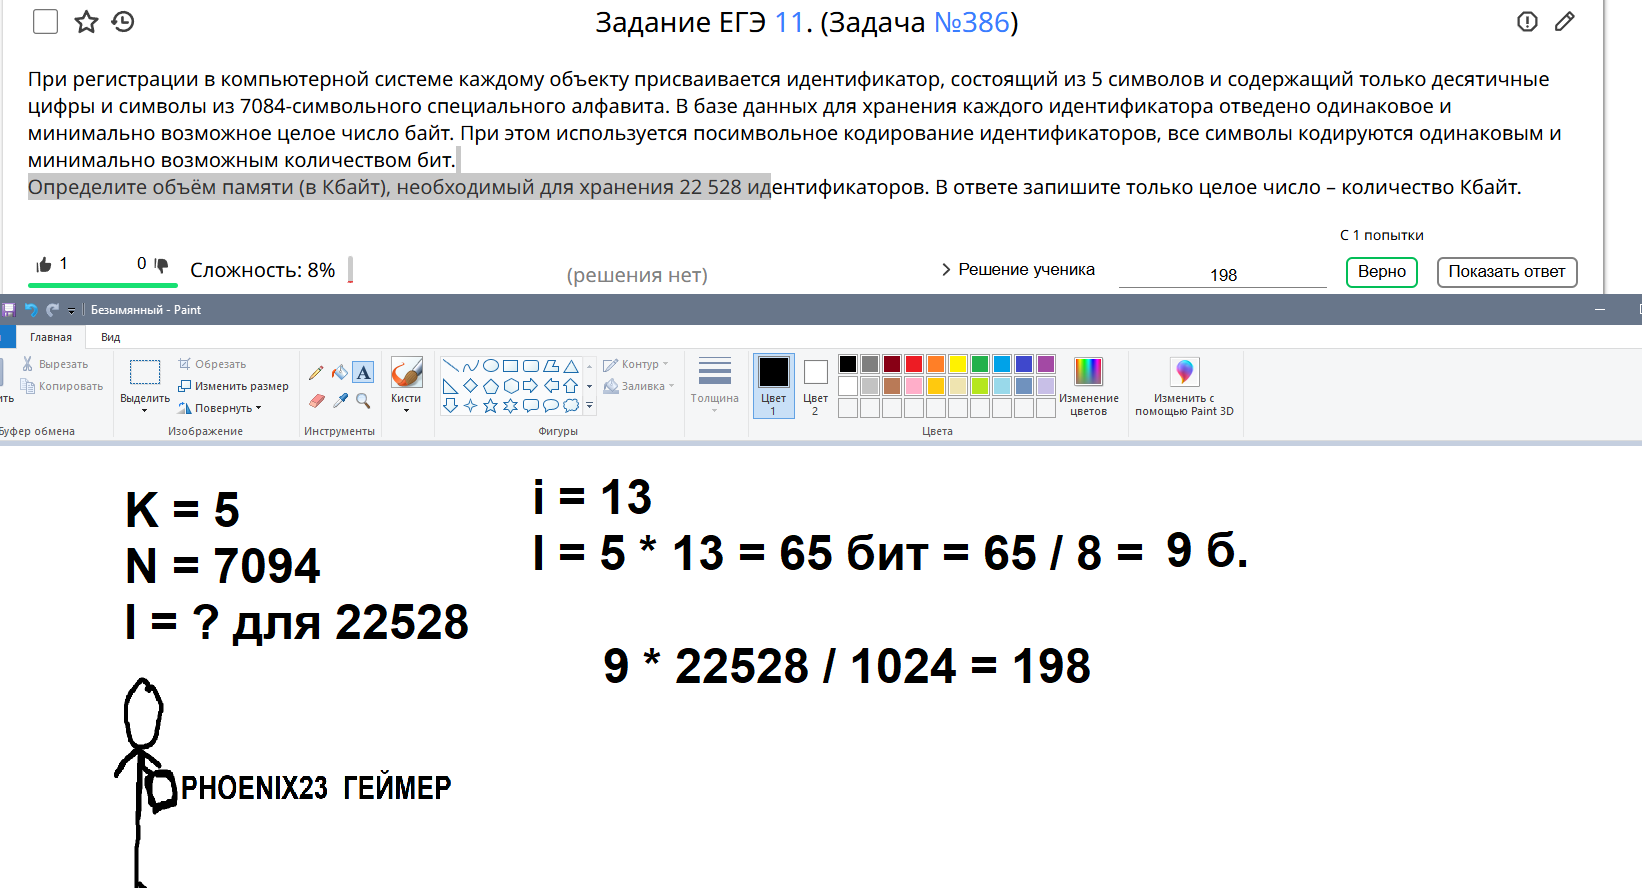 Задание ЕГЭ 11. (Задача №386)
При регистрации в компьютерной системе каждому объекту присваивается идентификатор, состоящий из 5 символов и содержащий только десятичные
цифры и символы из 7084-символьного специального алфавита. В базе данных для хранения каждого идентификатора отведено одинаковое и
минимально возможное целое число байт. При этом используется посимвольное кодирование идентификаторов, все символы кодируются одинаковым и
минимально возможным количеством бит.
Определите объём памяти (в Кбайт), необходимый для хранения 22 528 идентификаторов. В ответе запишите только целое число – количество Кбайт.
С 1 попытки
1 0 Сложность: 8% (решения нет) Решение ученика 198 Верно Показать ответ
Безымянный - Paint
Главная Вид
Вырезать
Копировать
ить
Буфер обмена
Выделить
Обрезать
Изменить размер
Повернуть
Изображение
A
Инструменты
Кисти
Контур
Заливка
Фигуры
Толщина
Цвет 1
Цвет 2
Изменение цветов
Цвета
Изменить с помощью Paint 3D
K = 5
N = 7094
I = ? для 22528
i = 13
I = 5 * 13 = 65 бит = 65 / 8 = 9 б.
9 * 22528 / 1024 = 198
PHOENIX23 ГЕЙМЕР